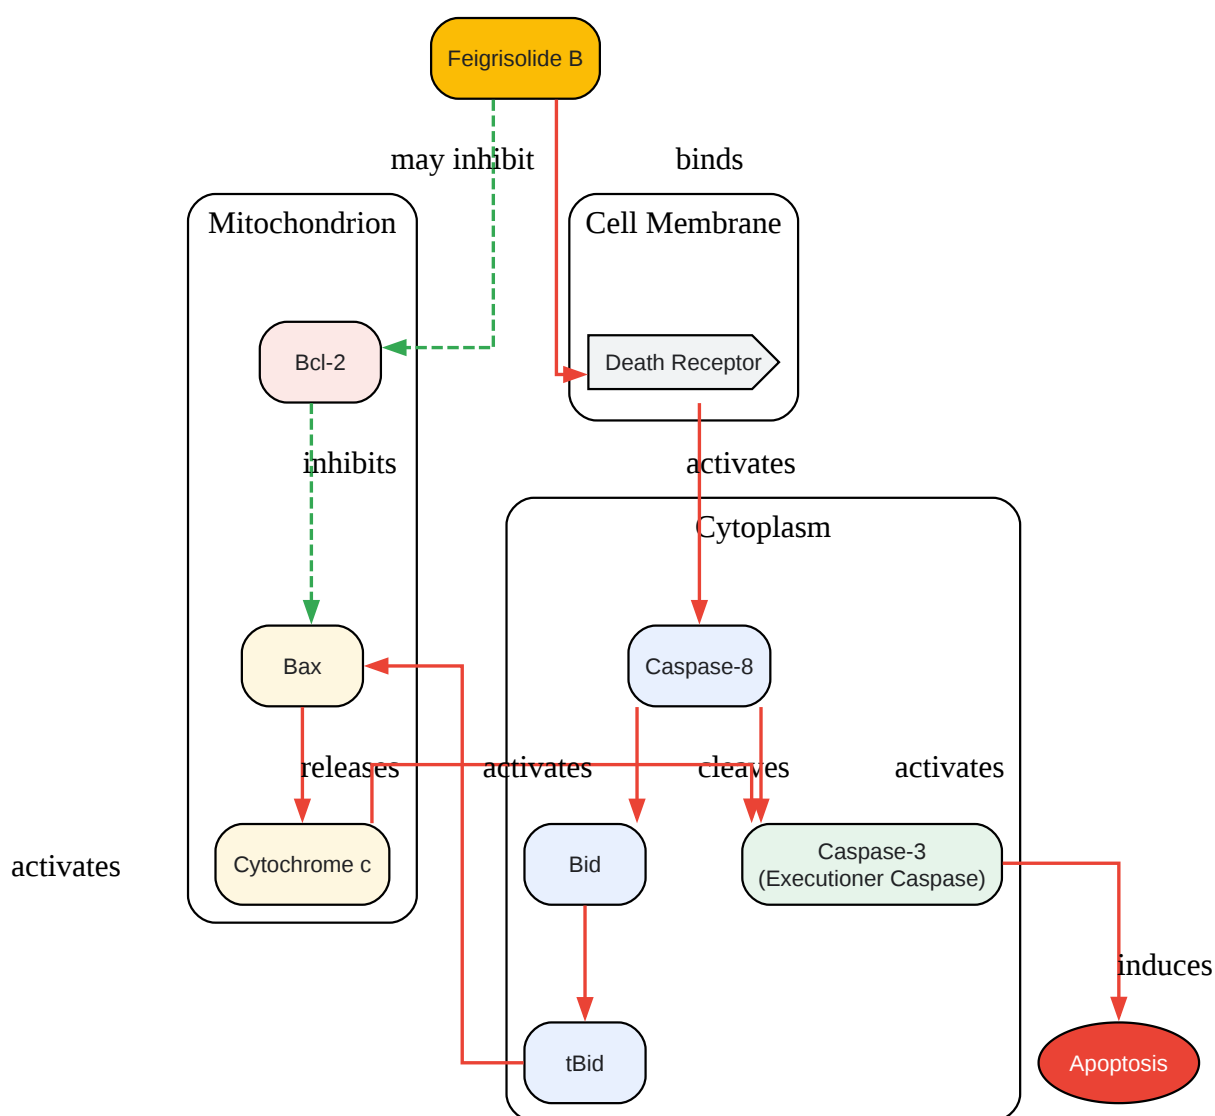 Feigrisolide B
may inhibit
binds
Mitochondrion
Cell Membrane
Bcl-2
Death Receptor
inhibits
activates
Cytoplasm
Bax
Caspase-8
releases
activates
cleaves
activates
activates
Cytochrome c
Bid
Caspase-3
(Executioner Caspase)
induces
tBid
Apoptosis